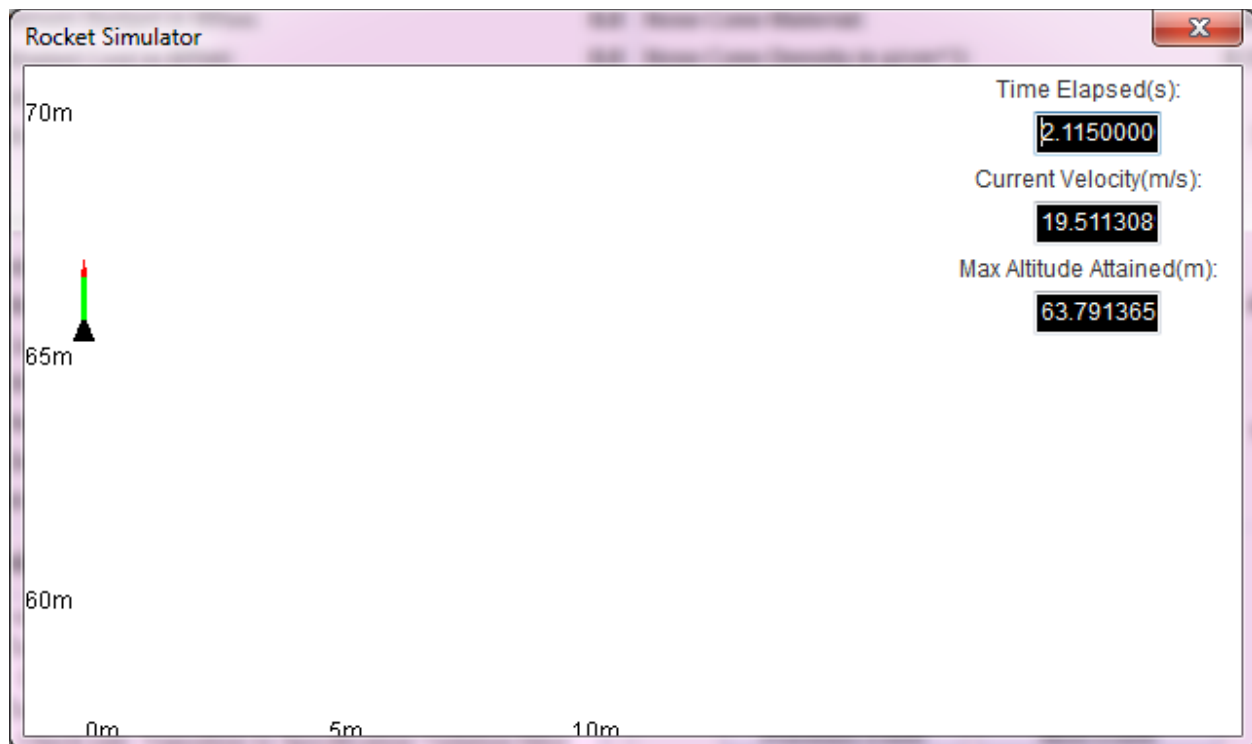 Rocket Simulator
Time Elapsed(s):
2.1150000
Current Velocity(m/s):
19.511308
Max Altitude Attained(m):
63.791365
70m
65m
60m
0m 5m 10m